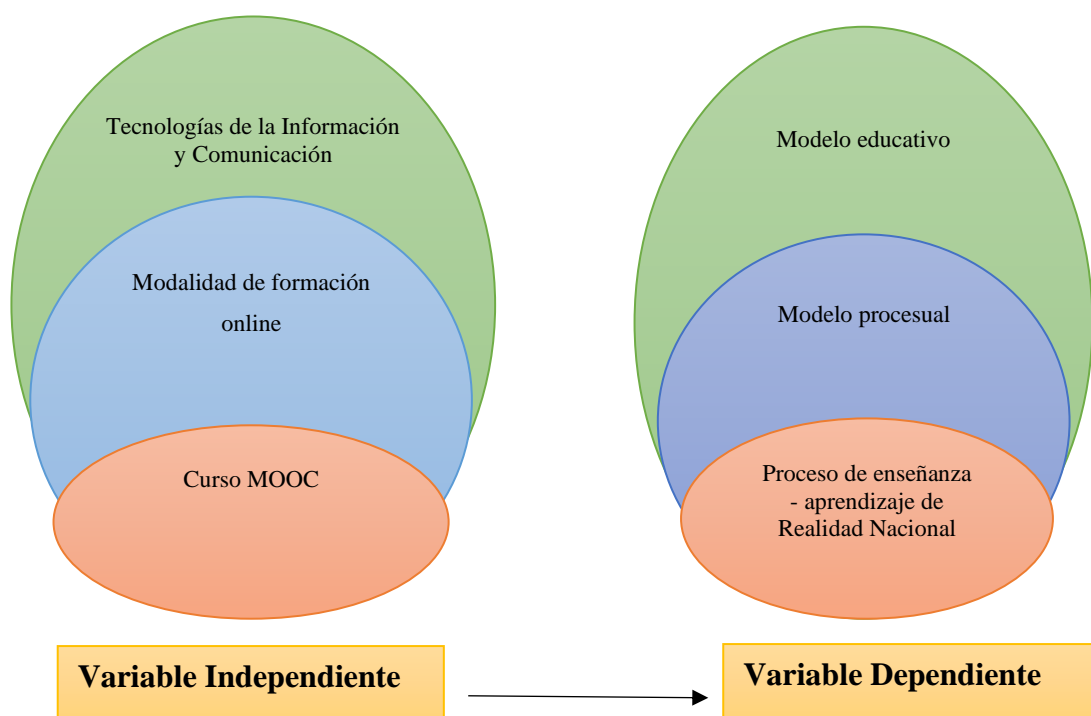 Tecnologías de la Información
y Comunicación
Modalidad de formación
online
Curso MOOC
Variable Independiente
Modelo educativo
Modelo procesual
Proceso de enseñanza
- aprendizaje de
Realidad Nacional
Variable Dependiente